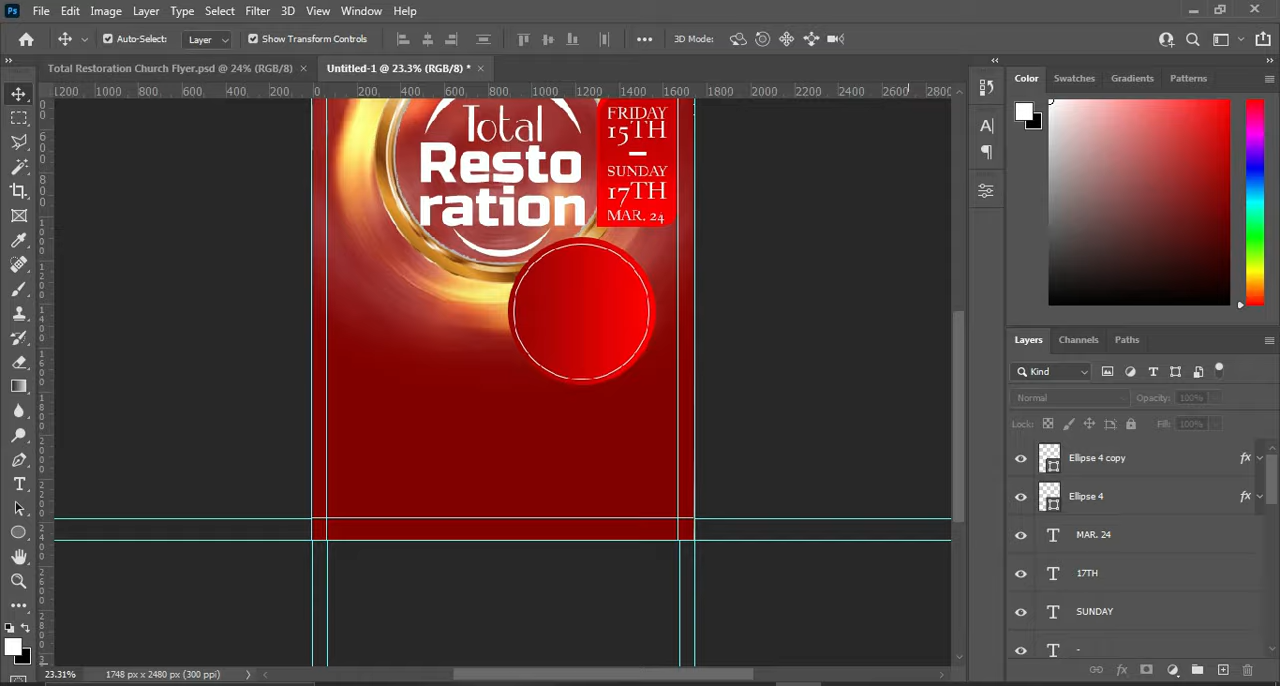 Ps File Edit Image Layer Type Select Filter 3D View Window Help
Auto-Select: Layer Show Transform Controls 3D Mode:
Total Restoration Church Flyer.psd @ 24% (RGB/8) × Untitled-1 @ 23.3% (RGB/8) * ×
1200 1000 800 600 400 200 0 200 400 600 800 1000 1200 1400 1600 1800 2000 2200 2400 2600 2800
Color Swatches Gradients Patterns
Total
Resto
ration
FRIDAY
15TH
SUNDAY
17TH
MAR. 24
Layers Channels Paths
Kind
Normal Opacity: 100%
Lock: Fill: 100%
Ellipse 4 copy fx
Ellipse 4 fx
T MAR. 24
T 17TH
T SUNDAY
T -
23.31% 1748 px x 2480 px (300 ppi)